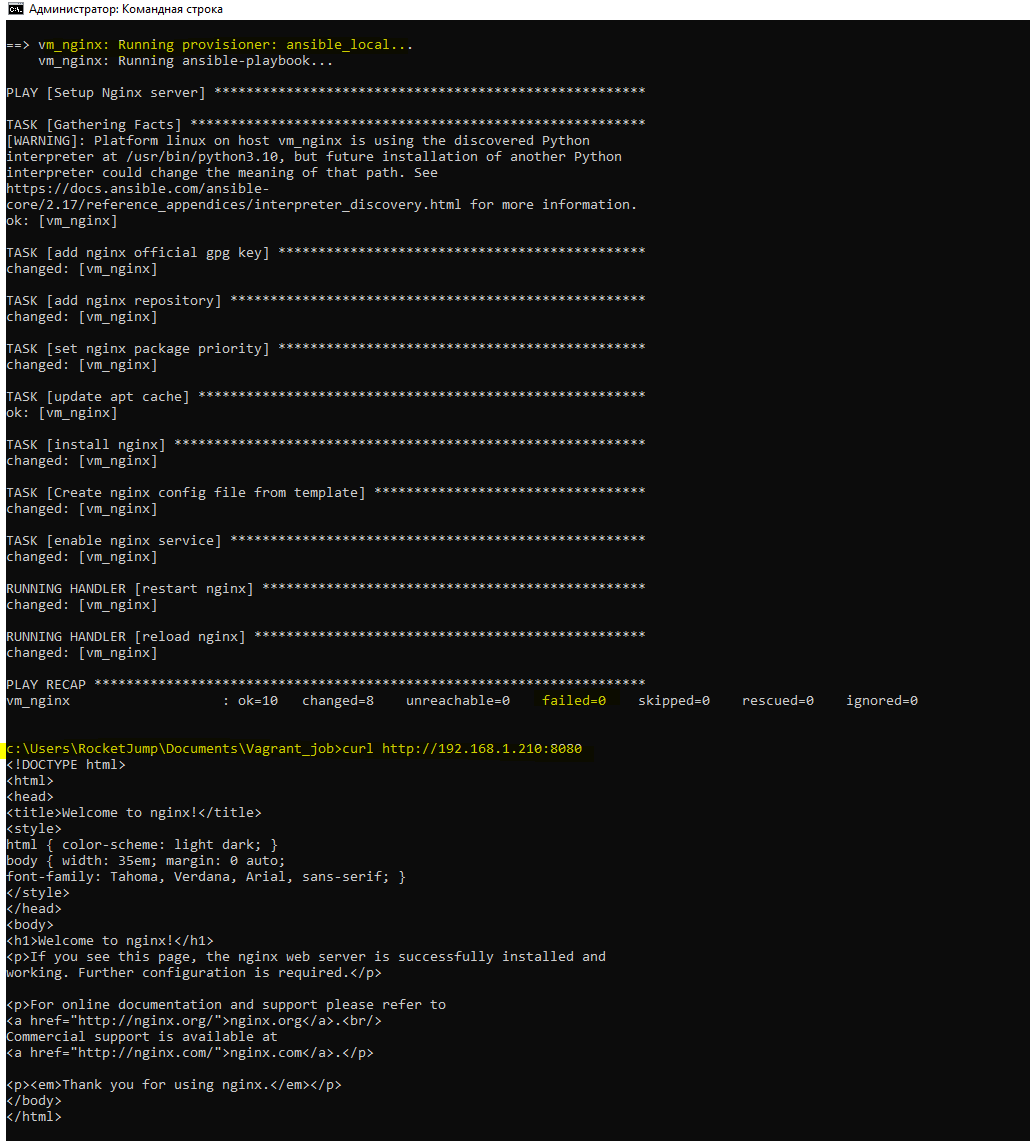 Администратор: Командная строка
==> vm_nginx: Running provisioner: ansible_local...
    vm_nginx: Running ansible-playbook...
PLAY [Setup Nginx server] ******************************************************
TASK [Gathering Facts] *********************************************************
[WARNING]: Platform linux on host vm_nginx is using the discovered Python
interpreter at /usr/bin/python3.10, but future installation of another Python
interpreter could change the meaning of that path. See
https://docs.ansible.com/ansible-
core/2.17/reference_appendices/interpreter_discovery.html for more information.
ok: [vm_nginx]
TASK [add nginx official gpg key] **********************************************
changed: [vm_nginx]
TASK [add nginx repository] ****************************************************
changed: [vm_nginx]
TASK [set nginx package priority] **********************************************
changed: [vm_nginx]
TASK [update apt cache] ********************************************************
ok: [vm_nginx]
TASK [install nginx] ***********************************************************
changed: [vm_nginx]
TASK [Create nginx config file from template] **********************************
changed: [vm_nginx]
TASK [enable nginx service] ****************************************************
changed: [vm_nginx]
RUNNING HANDLER [restart nginx] ************************************************
changed: [vm_nginx]
RUNNING HANDLER [reload nginx] *************************************************
changed: [vm_nginx]
PLAY RECAP *********************************************************************
vm_nginx                   : ok=10   changed=8    unreachable=0    failed=0    skipped=0    rescued=0    ignored=0
c:\Users\RocketJump\Documents\Vagrant_job>curl http://192.168.1.210:8080
<!DOCTYPE html>
<html>
<head>
<title>Welcome to nginx!</title>
<style>
html { color-scheme: light dark; }
body { width: 35em; margin: 0 auto;
font-family: Tahoma, Verdana, Arial, sans-serif; }
</style>
</head>
<body>
<h1>Welcome to nginx!</h1>
<p>If you see this page, the nginx web server is successfully installed and
working. Further configuration is required.</p>
<p>For online documentation and support please refer to
<a href="http://nginx.org/">nginx.org</a>.<br/>
Commercial support is available at
<a href="http://nginx.com/">nginx.com</a>.</p>
<p><em>Thank you for using nginx.</em></p>
</body>
</html>